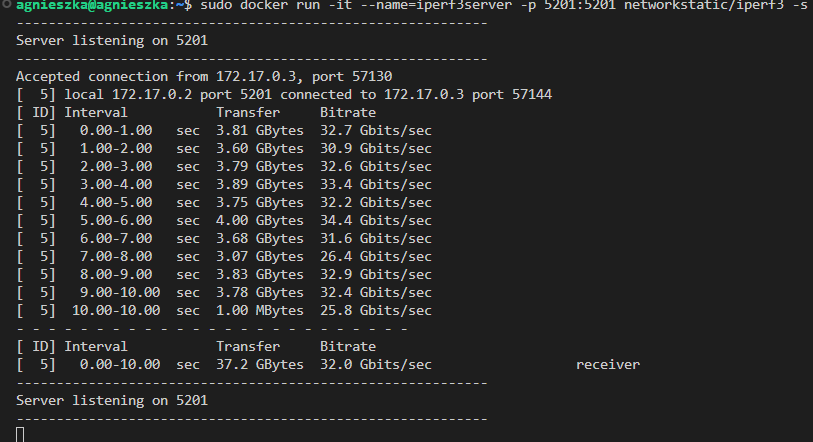 agnieszka@agnieszka:~$ sudo docker run -it --name=iperf3server -p 5201:5201 networkstatic/iperf3 -s
-----------------------------------------------------------
Server listening on 5201
-----------------------------------------------------------
Accepted connection from 172.17.0.3, port 57130
[  5] local 172.17.0.2 port 5201 connected to 172.17.0.3 port 57144
[ ID] Interval           Transfer     Bitrate
[  5]   0.00-1.00   sec  3.81 GBytes  32.7 Gbits/sec
[  5]   1.00-2.00   sec  3.60 GBytes  30.9 Gbits/sec
[  5]   2.00-3.00   sec  3.79 GBytes  32.6 Gbits/sec
[  5]   3.00-4.00   sec  3.89 GBytes  33.4 Gbits/sec
[  5]   4.00-5.00   sec  3.75 GBytes  32.2 Gbits/sec
[  5]   5.00-6.00   sec  4.00 GBytes  34.4 Gbits/sec
[  5]   6.00-7.00   sec  3.68 GBytes  31.6 Gbits/sec
[  5]   7.00-8.00   sec  3.07 GBytes  26.4 Gbits/sec
[  5]   8.00-9.00   sec  3.83 GBytes  32.9 Gbits/sec
[  5]   9.00-10.00  sec  3.78 GBytes  32.4 Gbits/sec
[  5]  10.00-10.00  sec  1.00 MBytes  25.8 Gbits/sec
- - - - - - - - - - - - - - - - - - - - - - - - -
[ ID] Interval           Transfer     Bitrate
[  5]   0.00-10.00  sec  37.2 GBytes  32.0 Gbits/sec                  receiver
-----------------------------------------------------------
Server listening on 5201
-----------------------------------------------------------